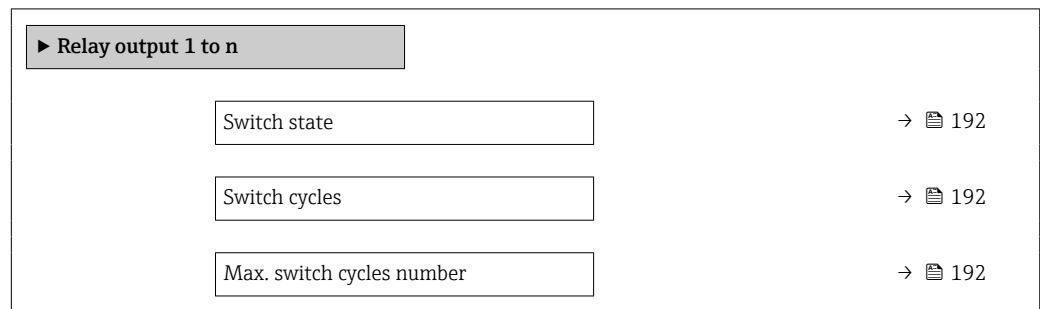 ▶ Relay output 1 to n
Switch state → 192
Switch cycles → 192
Max. switch cycles number → 192